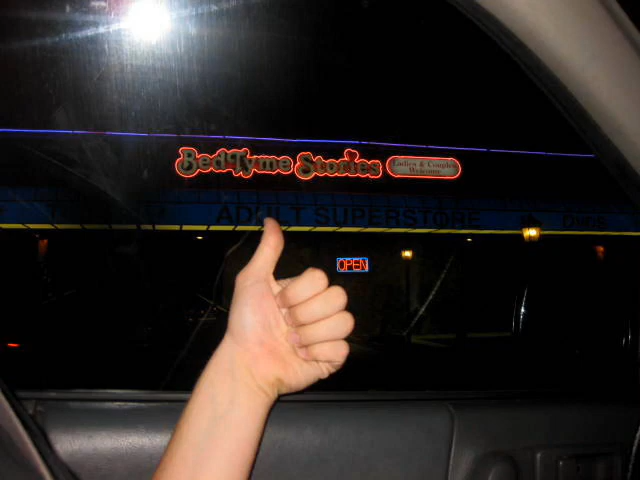 BedTyme Stories
Ladies & Couples
Welcome
ADULT SUPERSTORE
OPEN